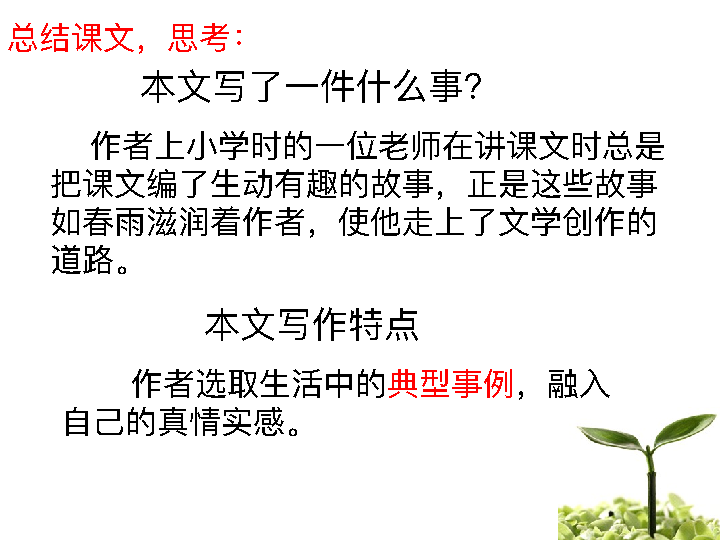 总结课文，思考：
本文写了一件什么事？
作者上小学时的一位老师在讲课文时总是
把课文编了生动有趣的故事，正是这些故事
如春雨滋润着作者，使他走上了文学创作的
道路。
本文写作特点
作者选取生活中的典型事例，融入
自己的真情实感。